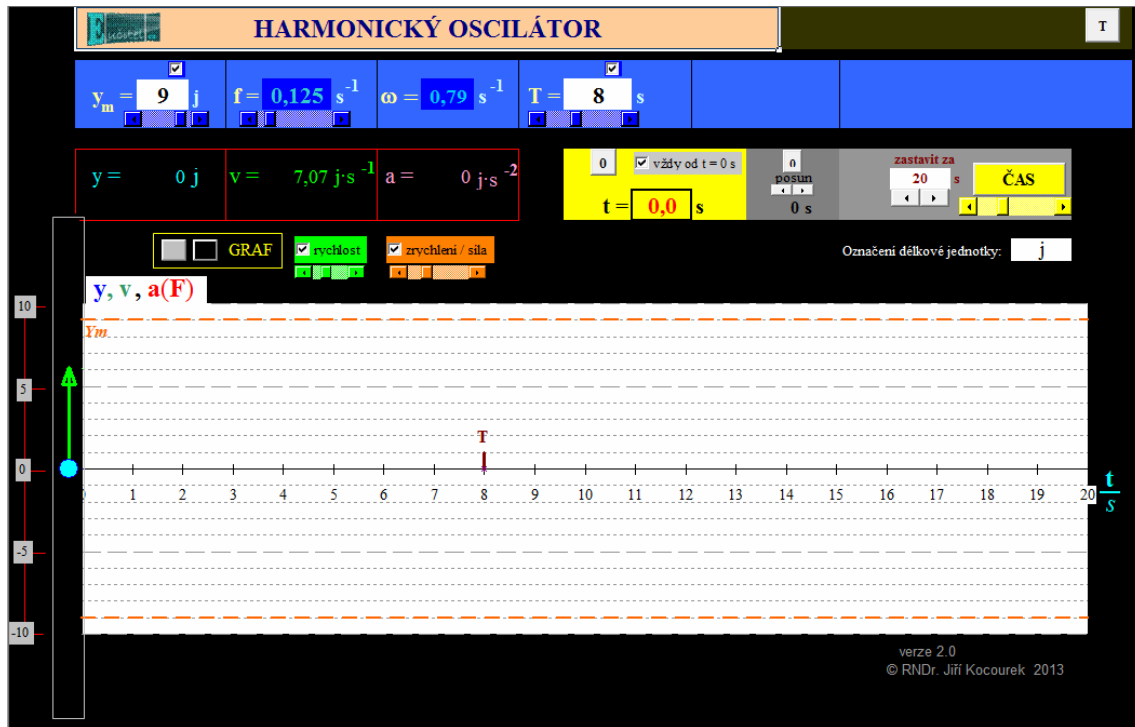 HARMONICKÝ OSCILÁTOR
T
ym = 9 j f = 0,125 s-1 ω = 0,79 s-1 T = 8 s
y = 0 j v = 7,07 j·s-1 a = 0 j·s-2
0 vždy od t = 0 s
t = 0,0 s
0
posun
0 s
zastavit za
20 s
ČAS
GRAF rychlost zrychlení / síla
Označení délkové jednotky: j
y, v, a(F)
10
Ym
5
T
0
0 1 2 3 4 5 6 7 8 9 10 11 12 13 14 15 16 17 18 19 20
t
s
-5
-10
verze 2.0
© RNDr. Jiří Kocourek 2013